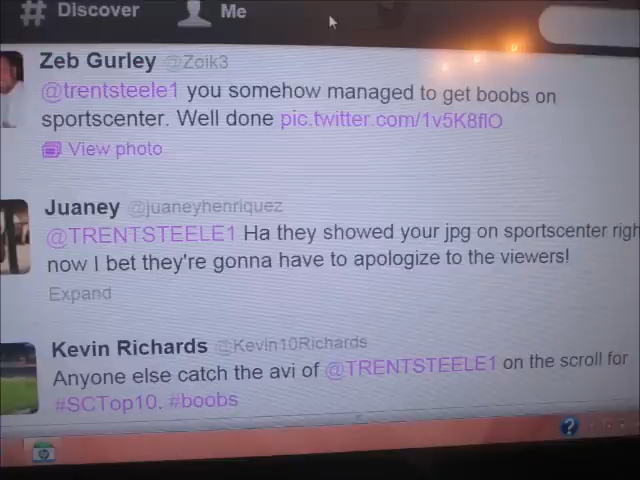 # Discover Me
Zeb Gurley @Zoik3
@trentsteele1 you somehow managed to get boobs on
sportscenter. Well done pic.twitter.com/1v5K8flO
View photo
Juaney @juaneyhenriquez
@TRENTSTEELE1 Ha they showed your jpg on sportscenter righ
now I bet they're gonna have to apologize to the viewers!
Expand
Kevin Richards @Kevin10Richards
Anyone else catch the avi of @TRENTSTEELE1 on the scroll for
#SCTop10. #boobs
?
hp